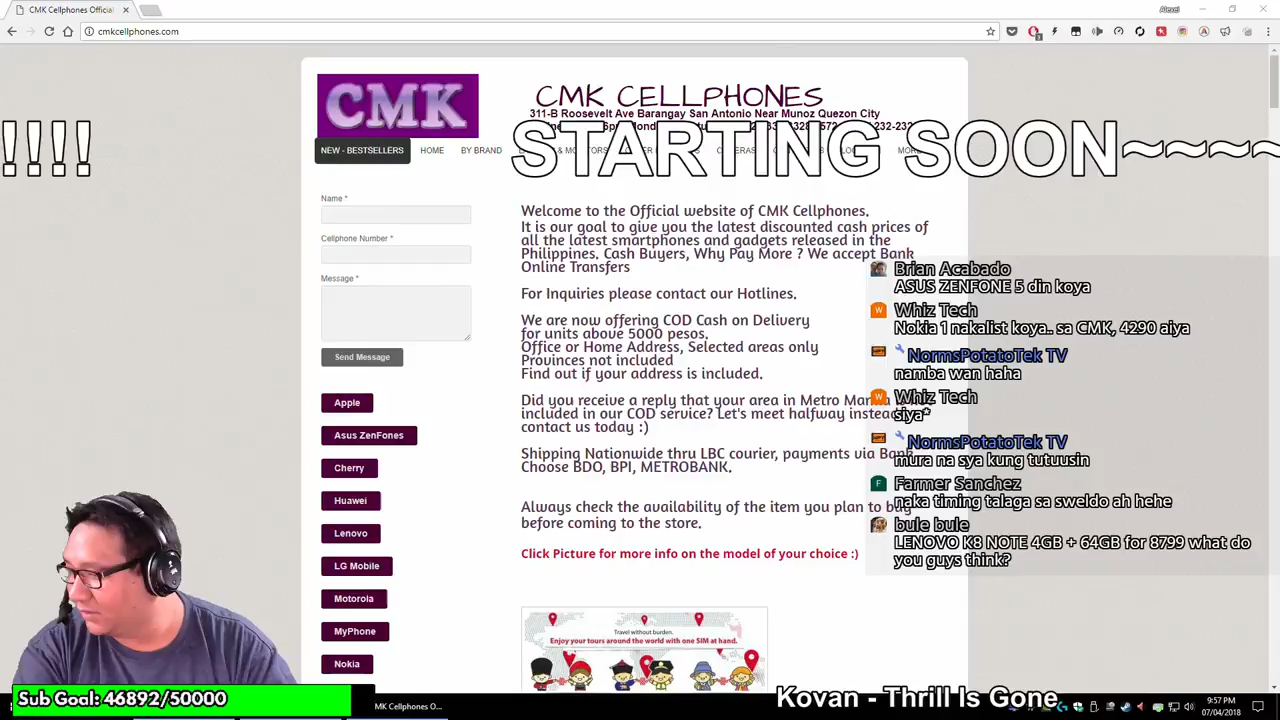 CMK Cellphones Official
Alexei
cmkcellphones.com
CMK
CMK CELLPHONES
311-B Roosevelt Ave Barangay San Antonio Near Munoz Quezon City
!!!! STARTING SOON~~~~
NEW - BESTSELLERS HOME BY BRAND
Name *
Cellphone Number *
Message *
Send Message
Apple
Asus ZenFones
Cherry
Huawei
Lenovo
LG Mobile
Motorola
MyPhone
Nokia
Welcome to the Official website of CMK Cellphones.
It is our goal to give you the latest discounted cash prices of
all the latest smartphones and gadgets released in the
Philippines. Cash Buyers, Why Pay More ? We accept Bank
Online Transfers
For Inquiries please contact our Hotlines.
We are now offering COD Cash on Delivery
for units above 5000 pesos.
Office or Home Address, Selected areas only
Provinces not included
Find out if your address is included.
Did you receive a reply that your area in Metro
included in our COD service? Let's meet halfway
contact us today :)
Shipping Nationwide thru LBC courier, payments via Bank
Choose BDO, BPI, METROBANK.
Always check the availability of the item you plan to buy
before coming to the store.
Click Picture for more info on the model of your choice :)
Travel without burden.
Enjoy your tours around the world with one SIM at hand.
Brian Acabado
ASUS ZENFONE 5 din koya
Whiz Tech
Nokia 1 nakalist koya.. sa CMK, 4290 aiya
NormsPotatoTek TV
namba wan haha
Whiz Tech
siya*
NormsPotatoTek TV
mura na sya kung tutuusin
Farmer Sanchez
naka timing talaga sa sweldo ah hehe
bule bule
LENOVO K8 NOTE 4GB + 64GB for 8799 what do
you guys think?
Sub Goal: 46892/50000
MK Cellphones O...
Kovan - Thrill Is Gone
9:57 PM
07/04/2018